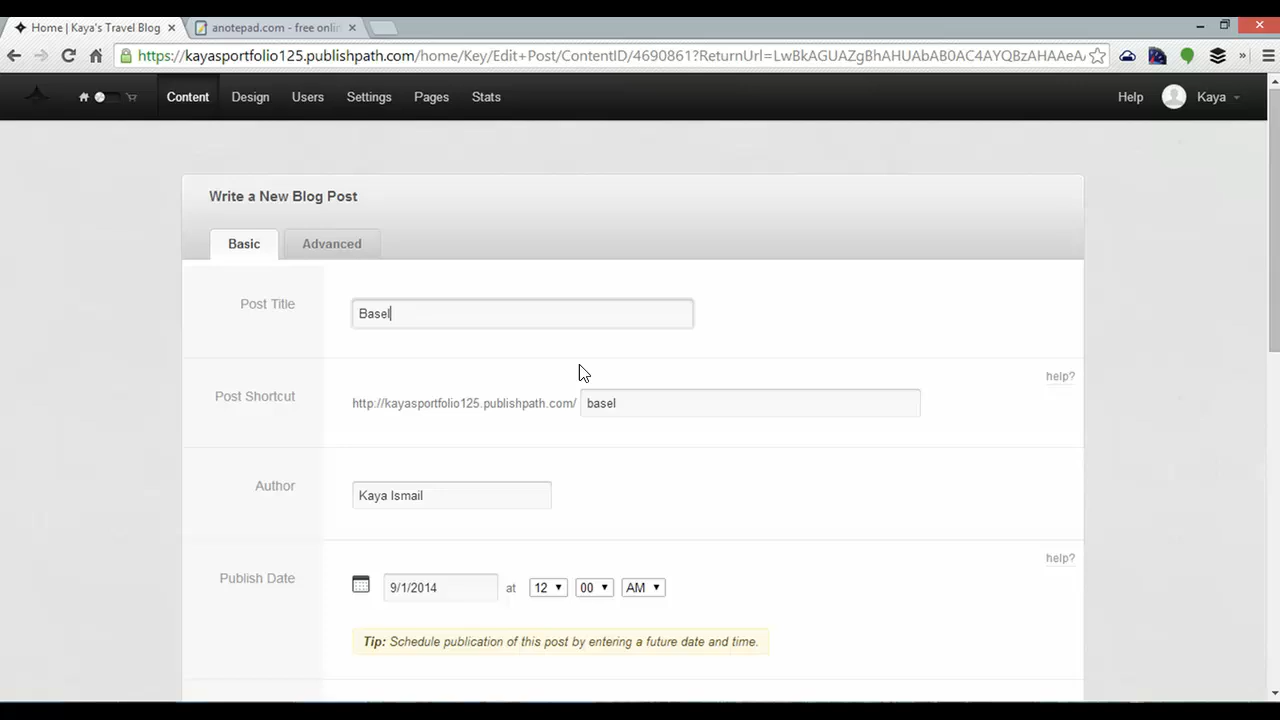 Home | Kaya's Travel Blog
anotepad.com - free onlin
https://kayasportfolio125.publishpath.com/home/Key/Edit+Post/ContentID/4690861?ReturnUrl=LwBkAGUAZgBhAHUAbAB0AC4AYQBzAHAAeAA
Content Design Users Settings Pages Stats Help Kaya
Write a New Blog Post
Basic Advanced
Post Title Basel
help?
Post Shortcut http://kayasportfolio125.publishpath.com/ basel
Author Kaya Ismail
help?
Publish Date 9/1/2014 at 12 00 AM
Tip: Schedule publication of this post by entering a future date and time.